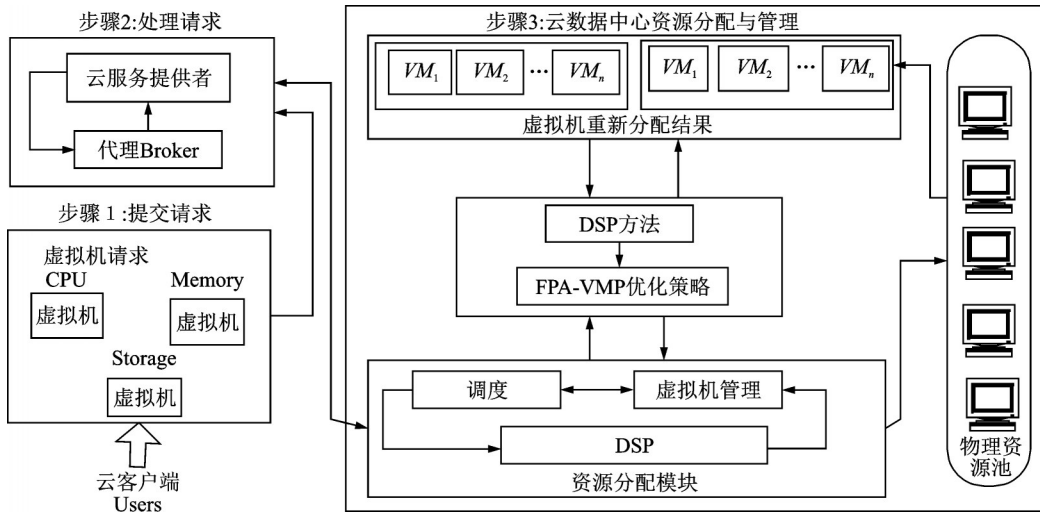 步骤2:处理请求
云服务提供者
代理Broker
步骤1:提交请求
虚拟机请求
CPU
Memory
虚拟机
虚拟机
Storage
虚拟机
云客户端
Users
步骤3:云数据中心资源分配与管理
VM1 VM2 … VMn
VM1 VM2 … VMn
虚拟机重新分配结果
DSP方法
FPA-VMP优化策略
调度
虚拟机管理
DSP
资源分配模块
物理资
源池